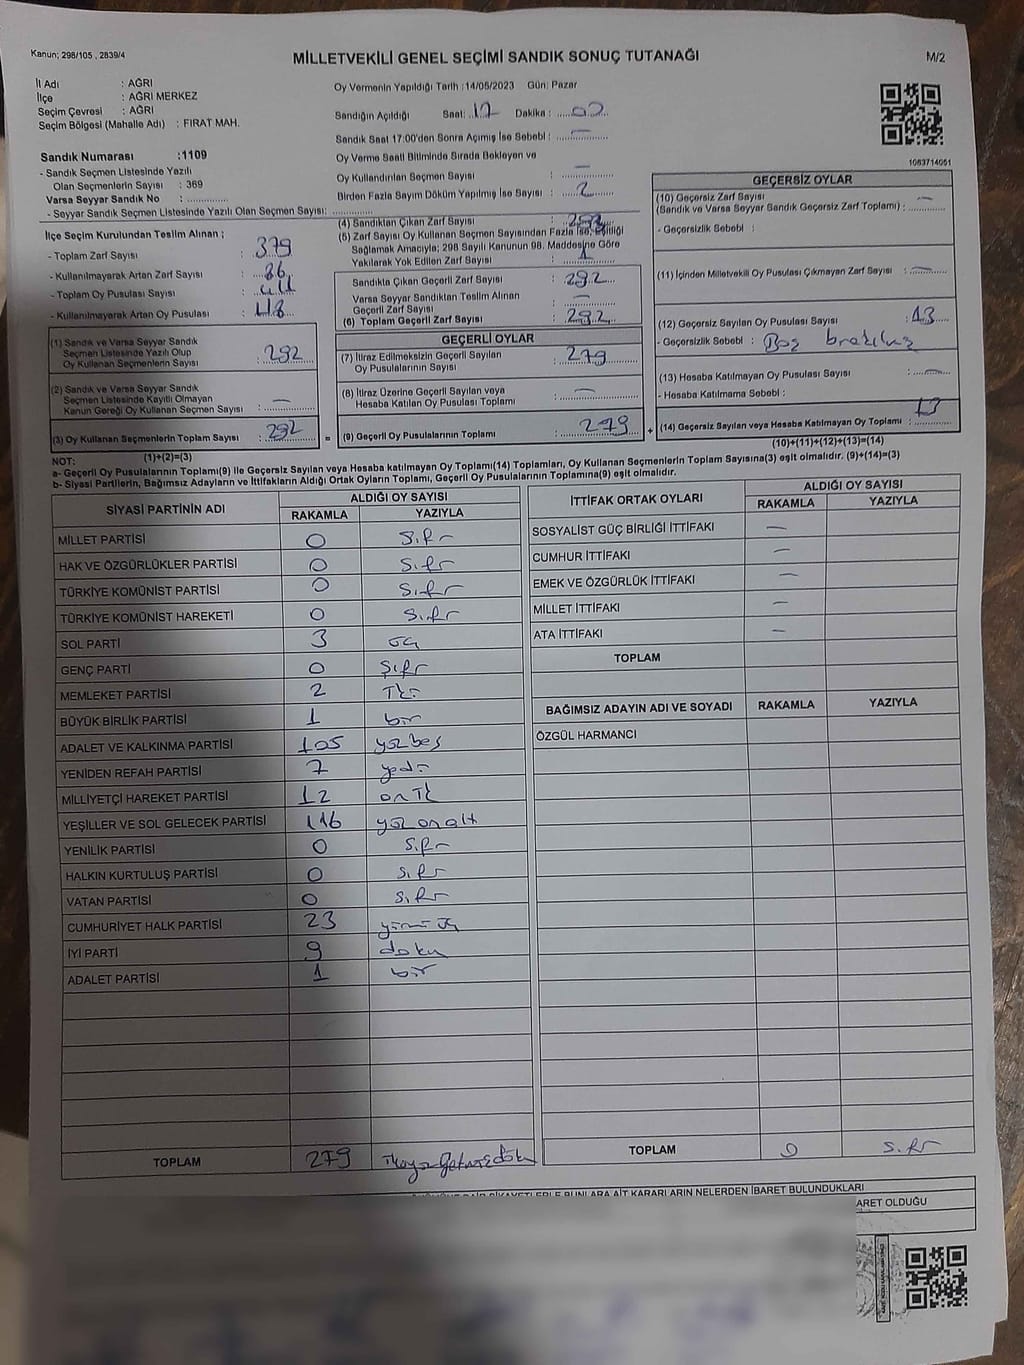 Kanun; 298/105 , 2839/4
MİLLETVEKİLİ GENEL SEÇİMİ SANDIK SONUÇ TUTANAĞI
M/2
İl Adı : AĞRI
İlçe : AĞRI MERKEZ
Seçim Çevresi : AĞRI
Seçim Bölgesi (Mahalle Adı) : FIRAT MAH.
Oy Vermenin Yapıldığı Tarih :14/05/2023 Gün: Pazar
Sandığın Açıldığı Saat: 17 Dakika : 02
Sandık Saat 17:00'den Sonra Açımış İse Sebebi : —
Oy Verme Saati Bitiminde Sırada Bekleyen ve
Oy Kullandırılan Seçmen Sayısı : —
Birden Fazla Sayım Döküm Yapılmış İse Sayısı : 2
1083714051
Sandık Numarası :1109
- Sandık Seçmen Listesinde Yazılı
Olan Seçmenlerin Sayısı : 369
Varsa Seyyar Sandık No :
- Seyyar Sandık Seçmen Listesinde Yazılı Olan Seçmen Sayısı:
İlçe Seçim Kurulundan Teslim Alınan ;
- Toplam Zarf Sayısı : 379
- Kullanılmayarak Artan Zarf Sayısı : 86
- Toplam Oy Pusulası Sayısı : 411
- Kullanılmayarak Artan Oy Pusulası : 118
(1) Sandık ve Varsa Seyyar Sandık
Seçmen Listesinde Yazılı Olup
Oy Kullanan Seçmen Sayısı : 292
(2) Sandık ve Varsa Seyyar Sandık
Seçmen Listesinde Kayıtlı Olmayan
Kanun Gereği Oy Kullanan Seçmen Sayısı : —
(3) Oy Kullanan Seçmenlerin Toplam Sayısı : 292
(1)+(2)=(3)
(4) Sandıktan Çıkan Zarf Sayısı : 293
(5) Zarf Sayısı Oy Kullanan Seçmen Sayısından Fazla İse, Eşitliği
Sağlamak Amacıyla; 298 Sayılı Kanunun 98. Maddesine Göre
Yakılarak Yok Edilen Zarf Sayısı : 1
Sandıkta Çıkan Geçerli Zarf Sayısı : 292
Varsa Seyyar Sandıktan Teslim Alınan
Geçerli Zarf Sayısı : —
(6) Toplam Geçerli Zarf Sayısı : 292
GEÇERLİ OYLAR
(7) İtiraz Edilmeksizin Geçerli Sayılan
Oy Pusulalarının Sayısı : 279
(8) İtiraz Üzerine Geçerli Sayılan veya
Hesaba Katılan Oy Pusulası Toplamı : —
= (9) Geçerli Oy Pusulalarının Toplamı : 279 +
GEÇERSİZ OYLAR
(10) Geçersiz Zarf Sayısı
(Sandık ve Varsa Seyyar Sandık Geçersiz Zarf Toplamı) : —
- Geçersizlik Sebebi :
(11) İçinden Milletvekili Oy Pusulası Çıkmayan Zarf Sayısı : —
(12) Geçersiz Sayılan Oy Pusulası Sayısı : 13
- Geçersizlik Sebebi : Boş
(13) Hesaba Katılmayan Oy Pusulası Sayısı : —
- Hesaba Katılmama Sebebi :
(14) Geçersiz Sayılan veya Hesaba Katılmayan Oy Toplamı : 13
(10)+(11)+(12)+(13)=(14)
NOT:
a- Geçerli Oy Pusulalarının Toplamı(9) ile Geçersiz Sayılan veya Hesaba katılmayan Oy Toplamı(14) Toplamları, Oy Kullanan Seçmenlerin Toplam Sayısına(3) eşit olmalıdır. (9)+(14)=(3)
b- Siyasi Partilerin, Bağımsız Adayların ve İttifakların Aldığı Ortak Oyların Toplamı, Geçerli Oy Pusulalarının Toplamına(9) eşit olmalıdır.
SİYASİ PARTİNİN ADI
ALDIĞI OY SAYISI
RAKAMLA YAZIYLA
MİLLET PARTİSİ 0 Sıfır
HAK VE ÖZGÜRLÜKLER PARTİSİ 0 Sıfır
TÜRKİYE KOMÜNİST PARTİSİ 0 Sıfır
TÜRKİYE KOMÜNİST HAREKETİ 0 Sıfır
SOL PARTİ 3 üç
GENÇ PARTİ 0 Sıfır
MEMLEKET PARTİSİ 2 İki
BÜYÜK BİRLİK PARTİSİ 1 bir
ADALET VE KALKINMA PARTİSİ 105 yüzbeş
YENİDEN REFAH PARTİSİ 7 yedi
MİLLİYETÇİ HAREKET PARTİSİ 12 on İk
YEŞİLLER VE SOL GELECEK PARTİSİ 116 yüz onalt
YENİLİK PARTİSİ 0 Sıfır
HALKIN KURTULUŞ PARTİSİ 0 Sıfır
VATAN PARTİSİ 0 Sıfır
CUMHURİYET HALK PARTİSİ 23 yirmi üç
İYİ PARTİ 9 doku
ADALET PARTİSİ 1 bir
TOPLAM 279
İTTİFAK ORTAK OYLARI
ALDIĞI OY SAYISI
RAKAMLA YAZIYLA
SOSYALİST GÜÇ BİRLİĞİ İTTİFAKI —
CUMHUR İTTİFAKI —
EMEK VE ÖZGÜRLÜK İTTİFAKI —
MİLLET İTTİFAKI —
ATA İTTİFAKI —
TOPLAM
BAĞIMSIZ ADAYIN ADI VE SOYADI RAKAMLA YAZIYLA
ÖZGÜL HARMANCI
TOPLAM 0 Sıfır
KARARLARIN NELERDEN İBARET BULUNDUKLARI
ARET OLDUĞU